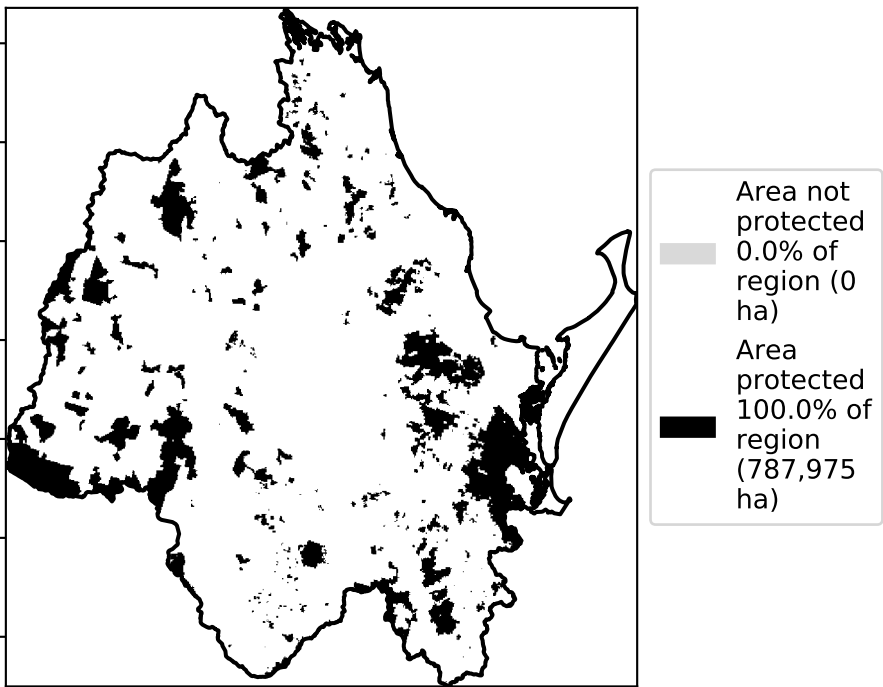 Area not
protected
0.0% of
region (0
ha)
Area
protected
100.0% of
region
(787,975
ha)